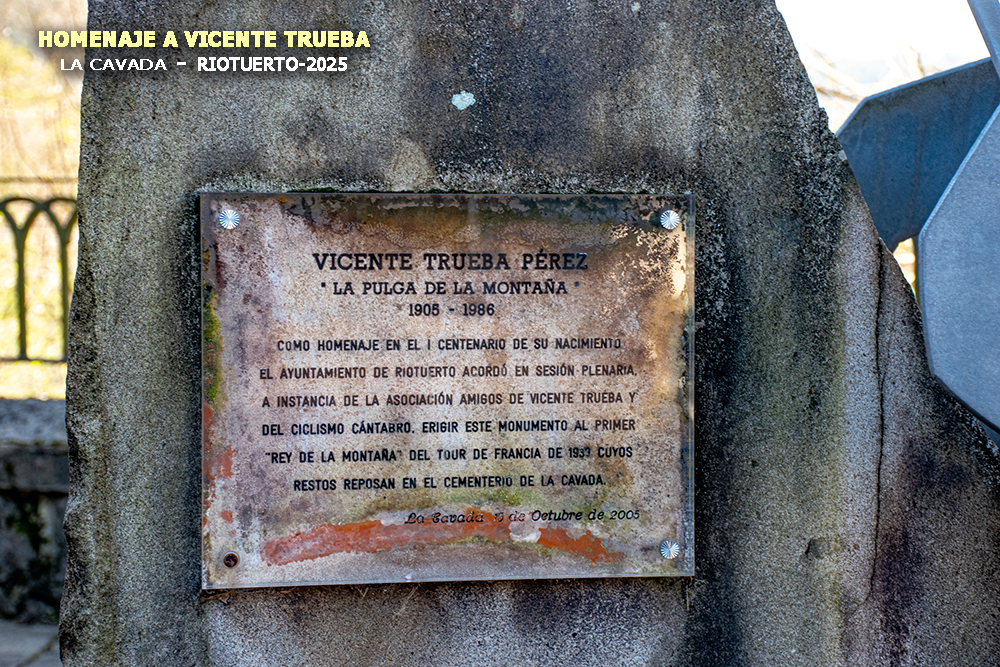 HOMENAJE A VICENTE TRUEBA
LA CAVADA - RIOTUERTO-2025
VICENTE TRUEBA PÉREZ
"LA PULGA DE LA MONTAÑA"
1905 - 1986
COMO HOMENAJE EN EL I CENTENARIO DE SU NACIMIENTO
EL AYUNTAMIENTO DE RIOTUERTO ACORDÓ EN SESIÓN PLENARIA,
A INSTANCIA DE LA ASOCIACIÓN AMIGOS DE VICENTE TRUEBA Y
DEL CICLISMO CÁNTABRO, ERIGIR ESTE MONUMENTO AL PRIMER
"REY DE LA MONTAÑA" DEL TOUR DE FRANCIA DE 1933 CUYOS
RESTOS REPOSAN EN EL CEMENTERIO DE LA CAVADA.
La Cavada de Octubre de 2005